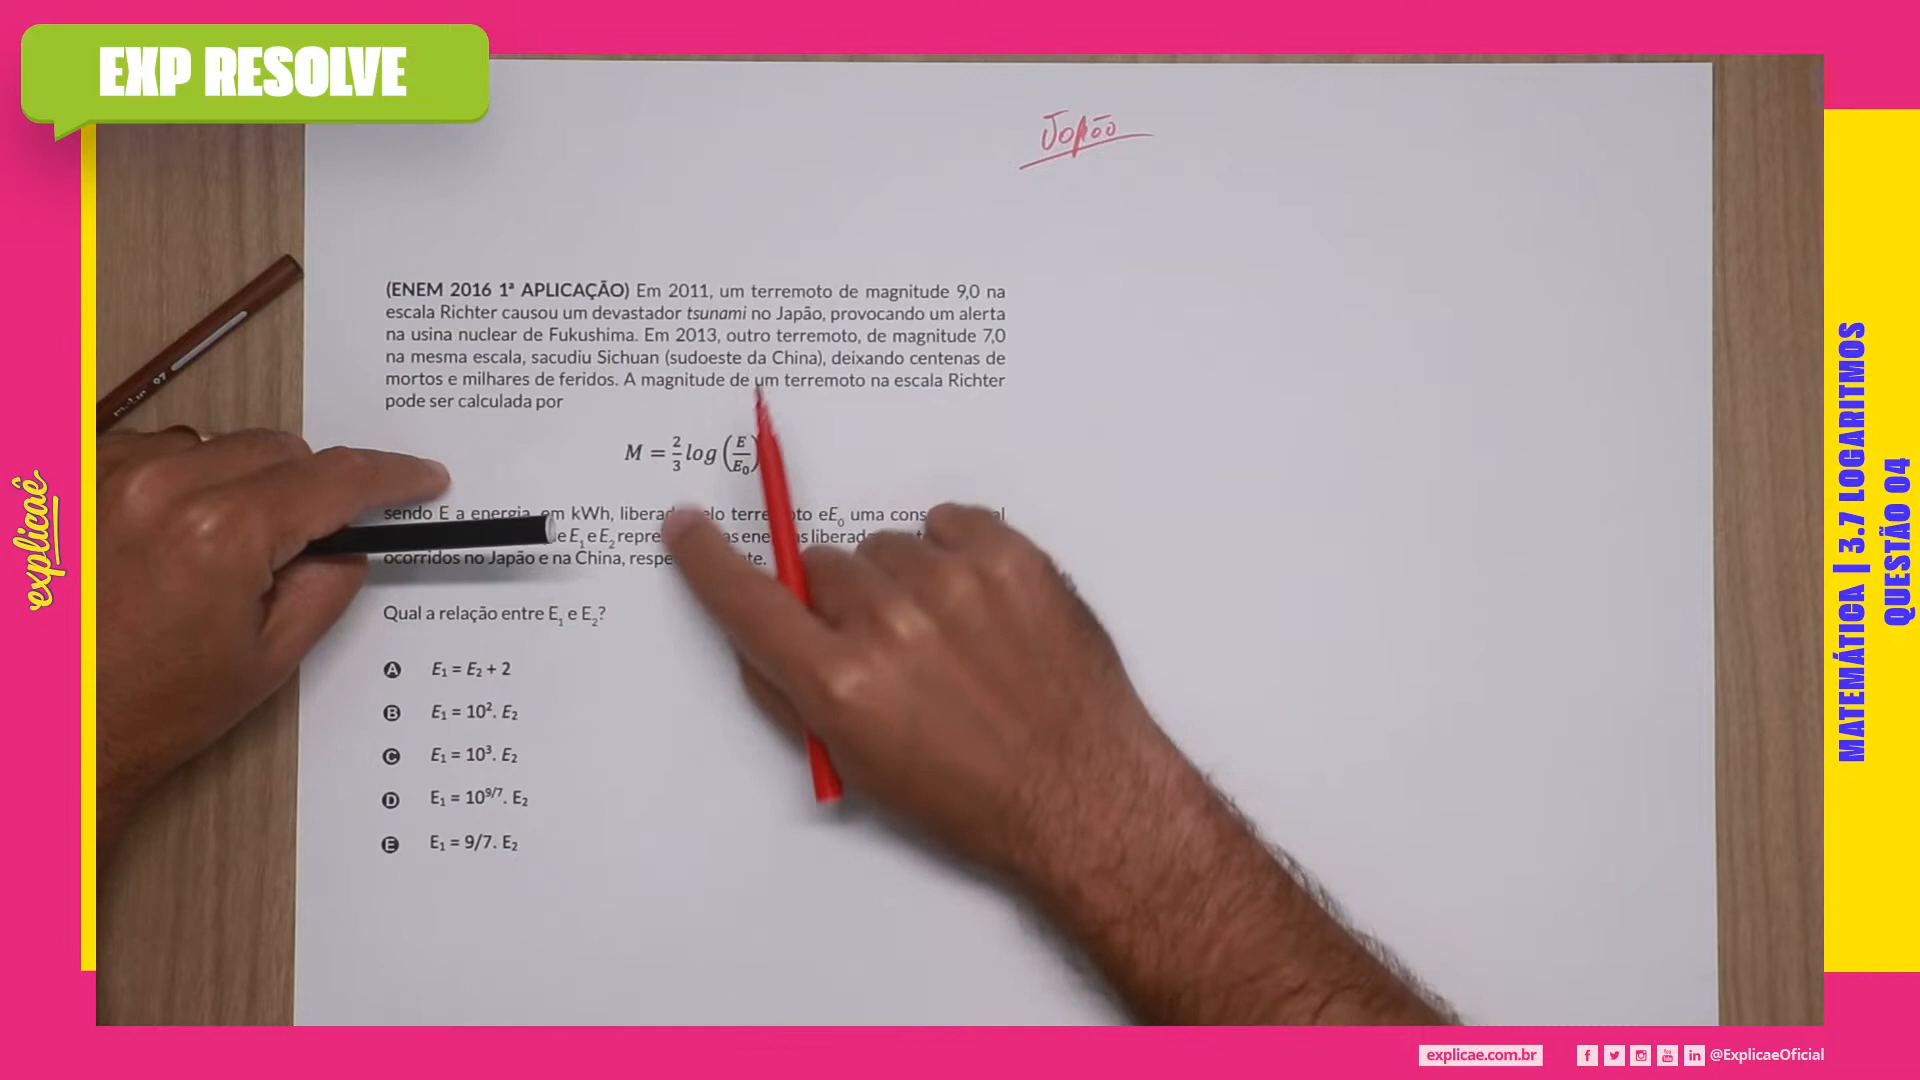 EXP RESOLVE
Japão
(ENEM 2016 1ª APLICAÇÃO) Em 2011, um terremoto de magnitude 9,0 na
escala Richter causou um devastador tsunami no Japão, provocando um alerta
na usina nuclear de Fukushima. Em 2013, outro terremoto, de magnitude 7,0
na mesma escala, sacudiu Sichuan (sudoeste da China), deixando centenas de
mortos e milhares de feridos. A magnitude de um terremoto na escala Richter
pode ser calculada por
M = 2/3 log (E/E₀)
sendo E a energia, em kWh, terremoto eE₀ uma
e E₁ e E₂ as
ocorridos no Japão e na China,
Qual a relação entre E₁ e E₂?
A E₁ = E₂ + 2
B E₁ = 10². E₂
C E₁ = 10³. E₂
D E₁ = 10⁹/⁷. E₂
E E₁ = 9/7. E₂
explicaê
MATEMÁTICA | 3.7 LOGARITMOS
QUESTÃO 04
explicae.com.br
@ExplicaeOficial